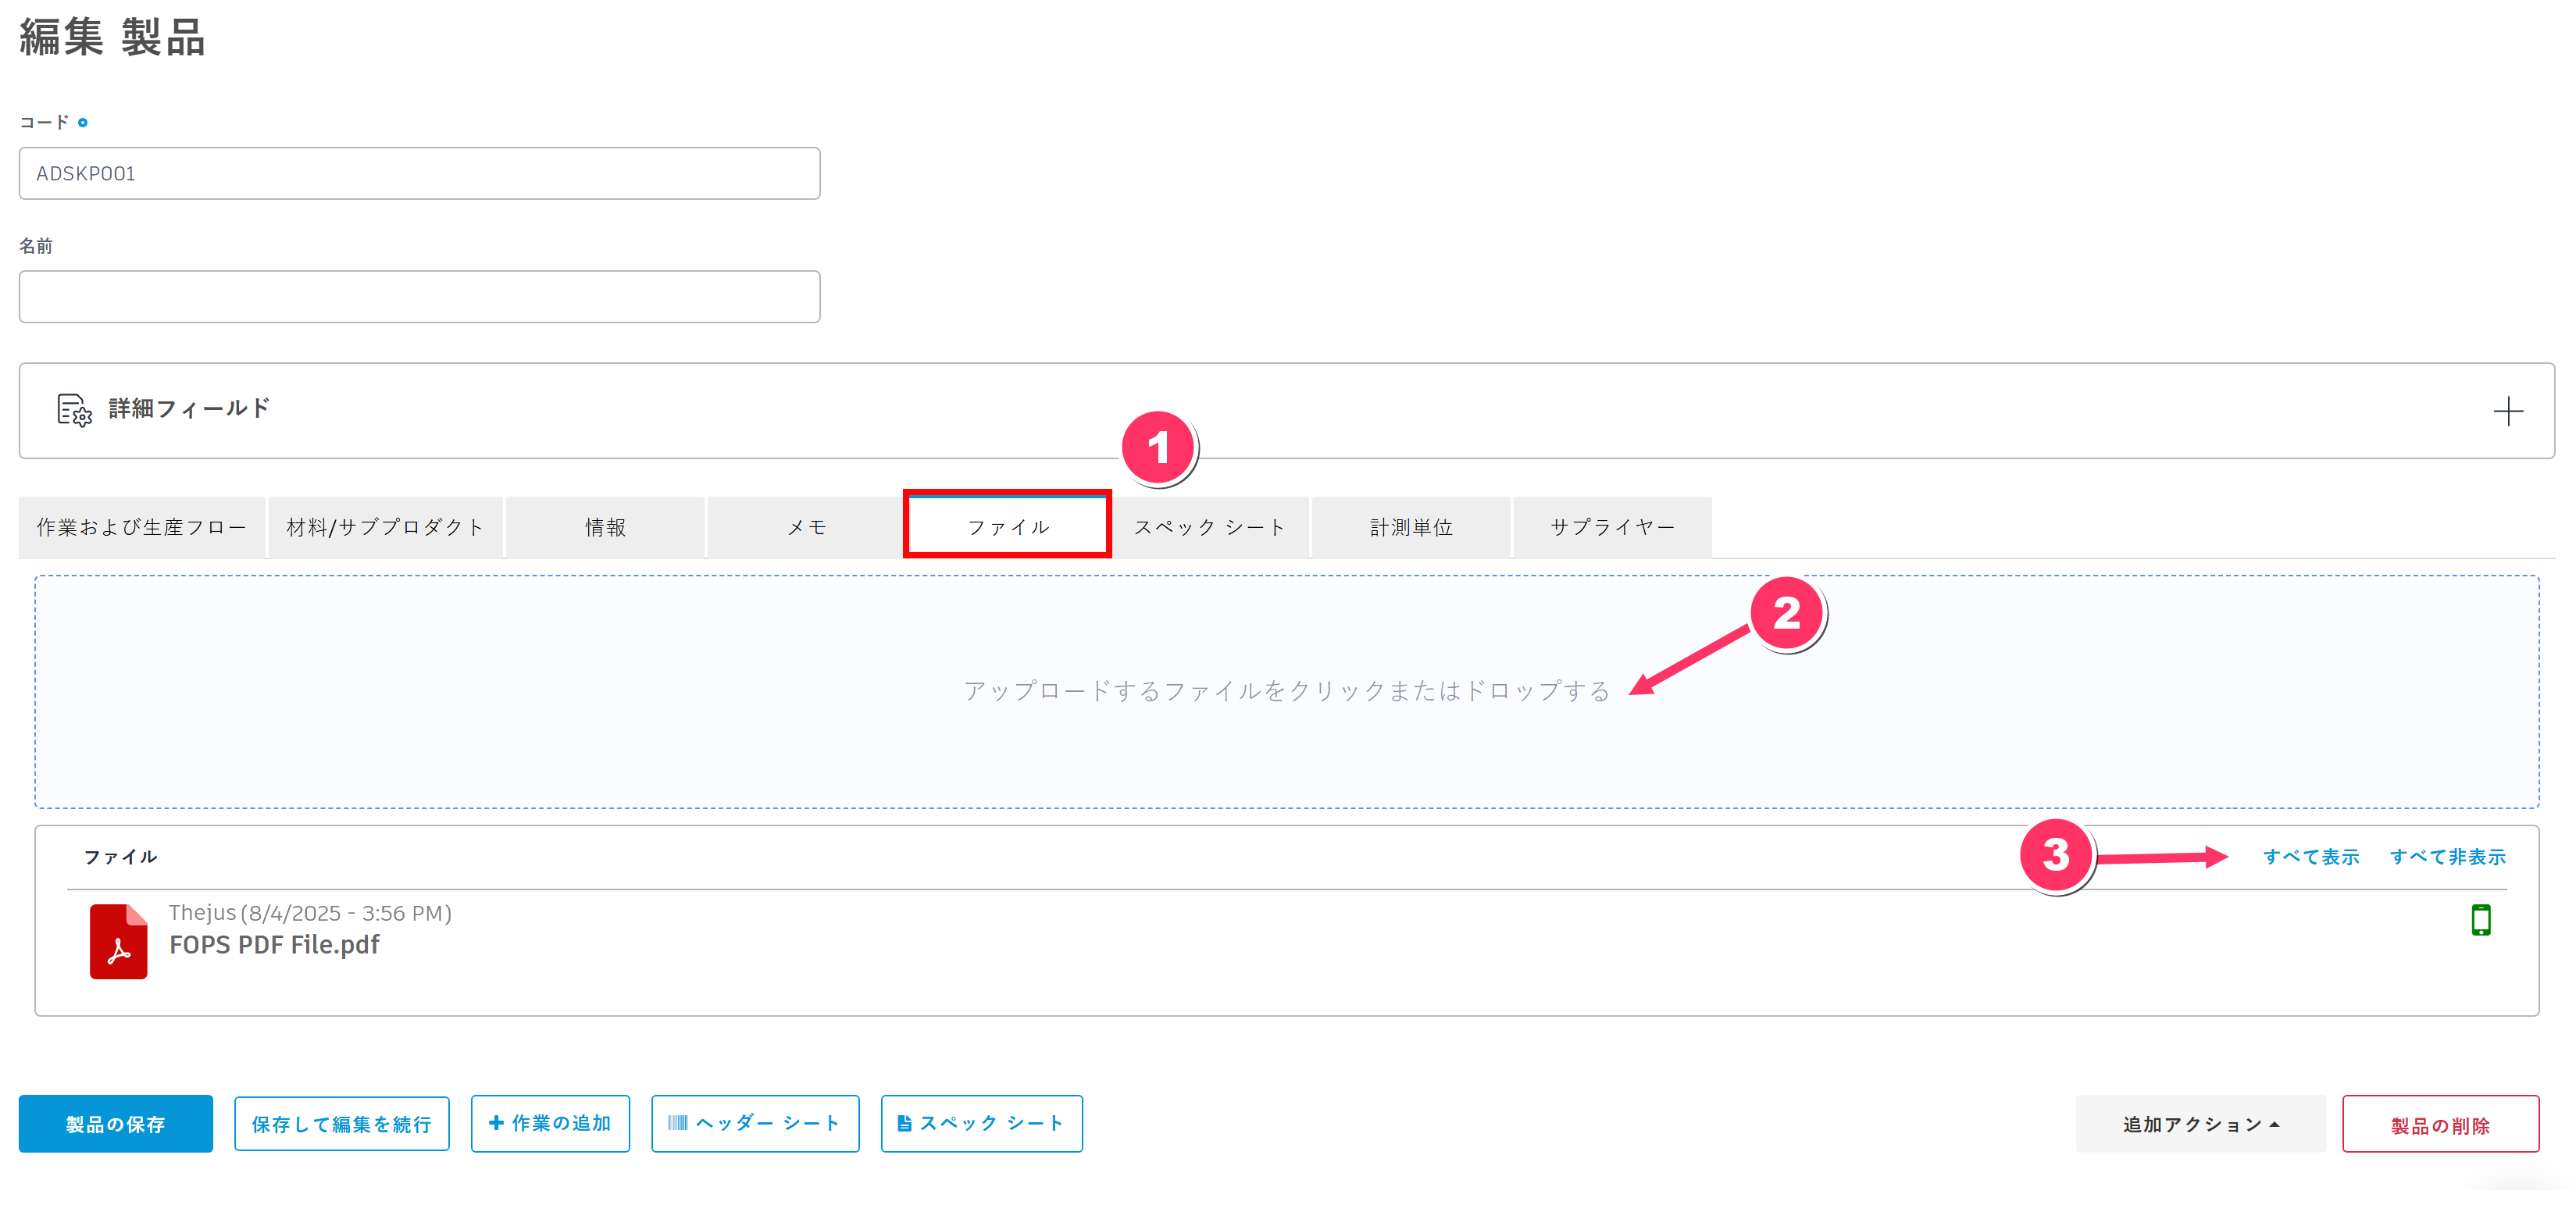 編集 製品
コード
ADSKP001
名前
詳細フィールド
1
作業および生産フロー 材料/サブプロダクト 情報 メモ ファイル スペック シート 計測単位 サプライヤー
2
アップロードするファイルをクリックまたはドロップする
ファイル 3 すべて表示 すべて非表示
Thejus (8/4/2025 - 3:56 PM)
FOPS PDF File.pdf
製品の保存 保存して編集を続行 作業の追加 ヘッダー シート スペック シート 追加アクション 製品の削除